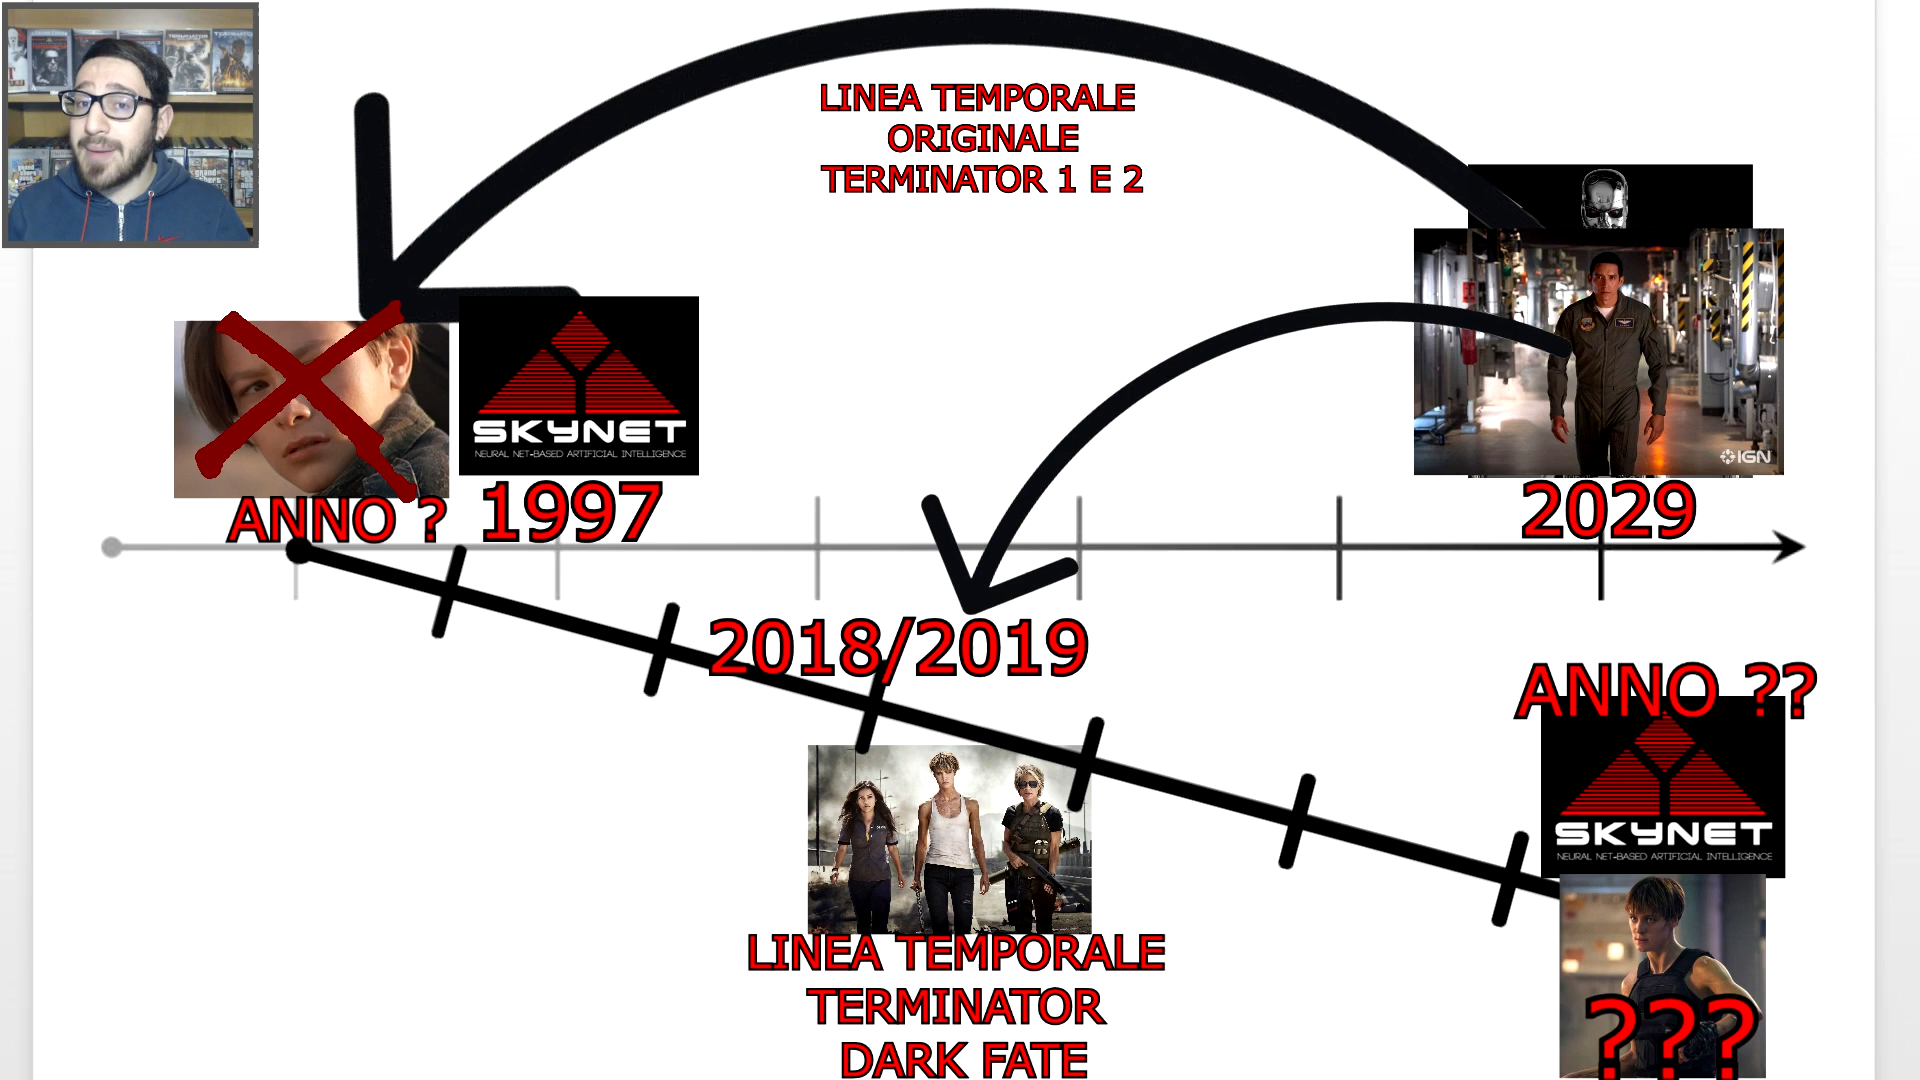 LINEA TEMPORALE
ORIGINALE
TERMINATOR 1 E 2
SKYNET
NEURAL NET-BASED ARTIFICIAL INTELLIGENCE
IGN
ANNO ?
1997
2029
2018/2019
ANNO ??
SKYNET
NEURAL NET-BASED ARTIFICIAL INTELLIGENCE
LINEA TEMPORALE
TERMINATOR
DARK FATE
???